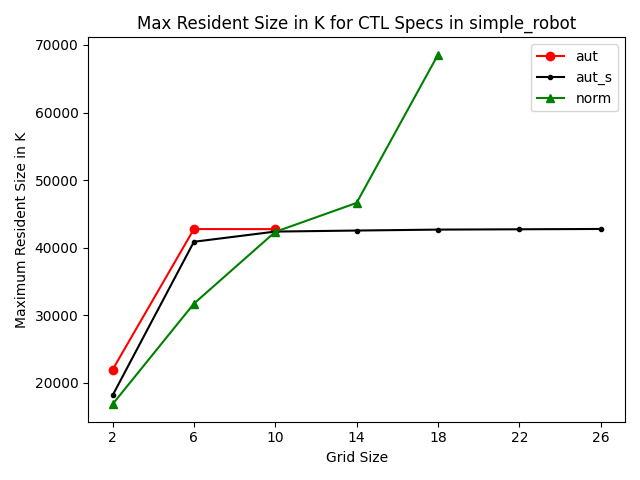 Max Resident Size in K for CTL Specs in simple_robot
70000
60000
50000
40000
30000
20000
Maximum Resident Size in K
aut
aut_s
norm
2 6 10 14 18 22 26
Grid Size